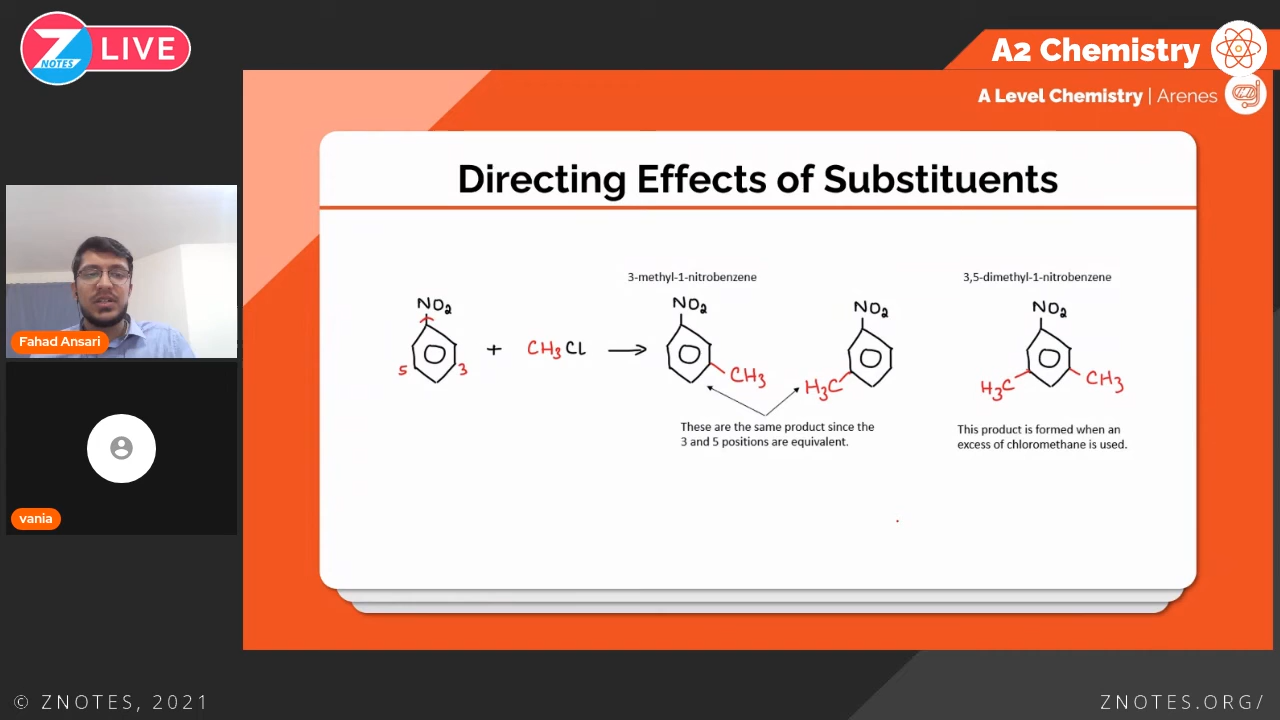 Z NOTES LIVE
A2 Chemistry
A Level Chemistry | Arenes
Directing Effects of Substituents
3-methyl-1-nitrobenzene
3,5-dimethyl-1-nitrobenzene
NO2
NO2
NO2
NO2
5 3 + CH3Cl → CH3
H3C
H3C CH3
These are the same product since the
3 and 5 positions are equivalent.
This product is formed when an
excess of chloromethane is used.
Fahad Ansari
vania
© ZNOTES, 2021
ZNOTES.ORG/